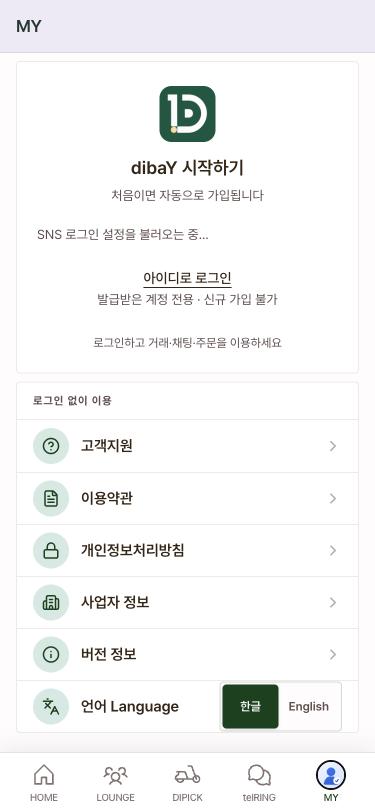 MY
dibaY 시작하기
처음이면 자동으로 가입됩니다
SNS 로그인 설정을 불러오는 중...
아이디로 로그인
발급받은 계정 전용 · 신규 가입 불가
로그인하고 거래·채팅·주문을 이용하세요
로그인 없이 이용
고객지원
이용약관
개인정보처리방침
사업자 정보
버전 정보
언어 Language 한글 English
HOME LOUNGE DIPICK telRING MY